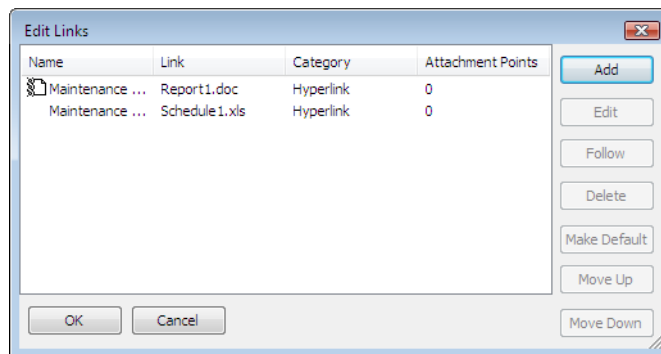 Edit Links
Name Link Category Attachment Points
Maintenance ... Report1.doc Hyperlink 0
Maintenance ... Schedule1.xls Hyperlink 0
Add
Edit
Follow
Delete
Make Default
Move Up
Move Down
OK Cancel